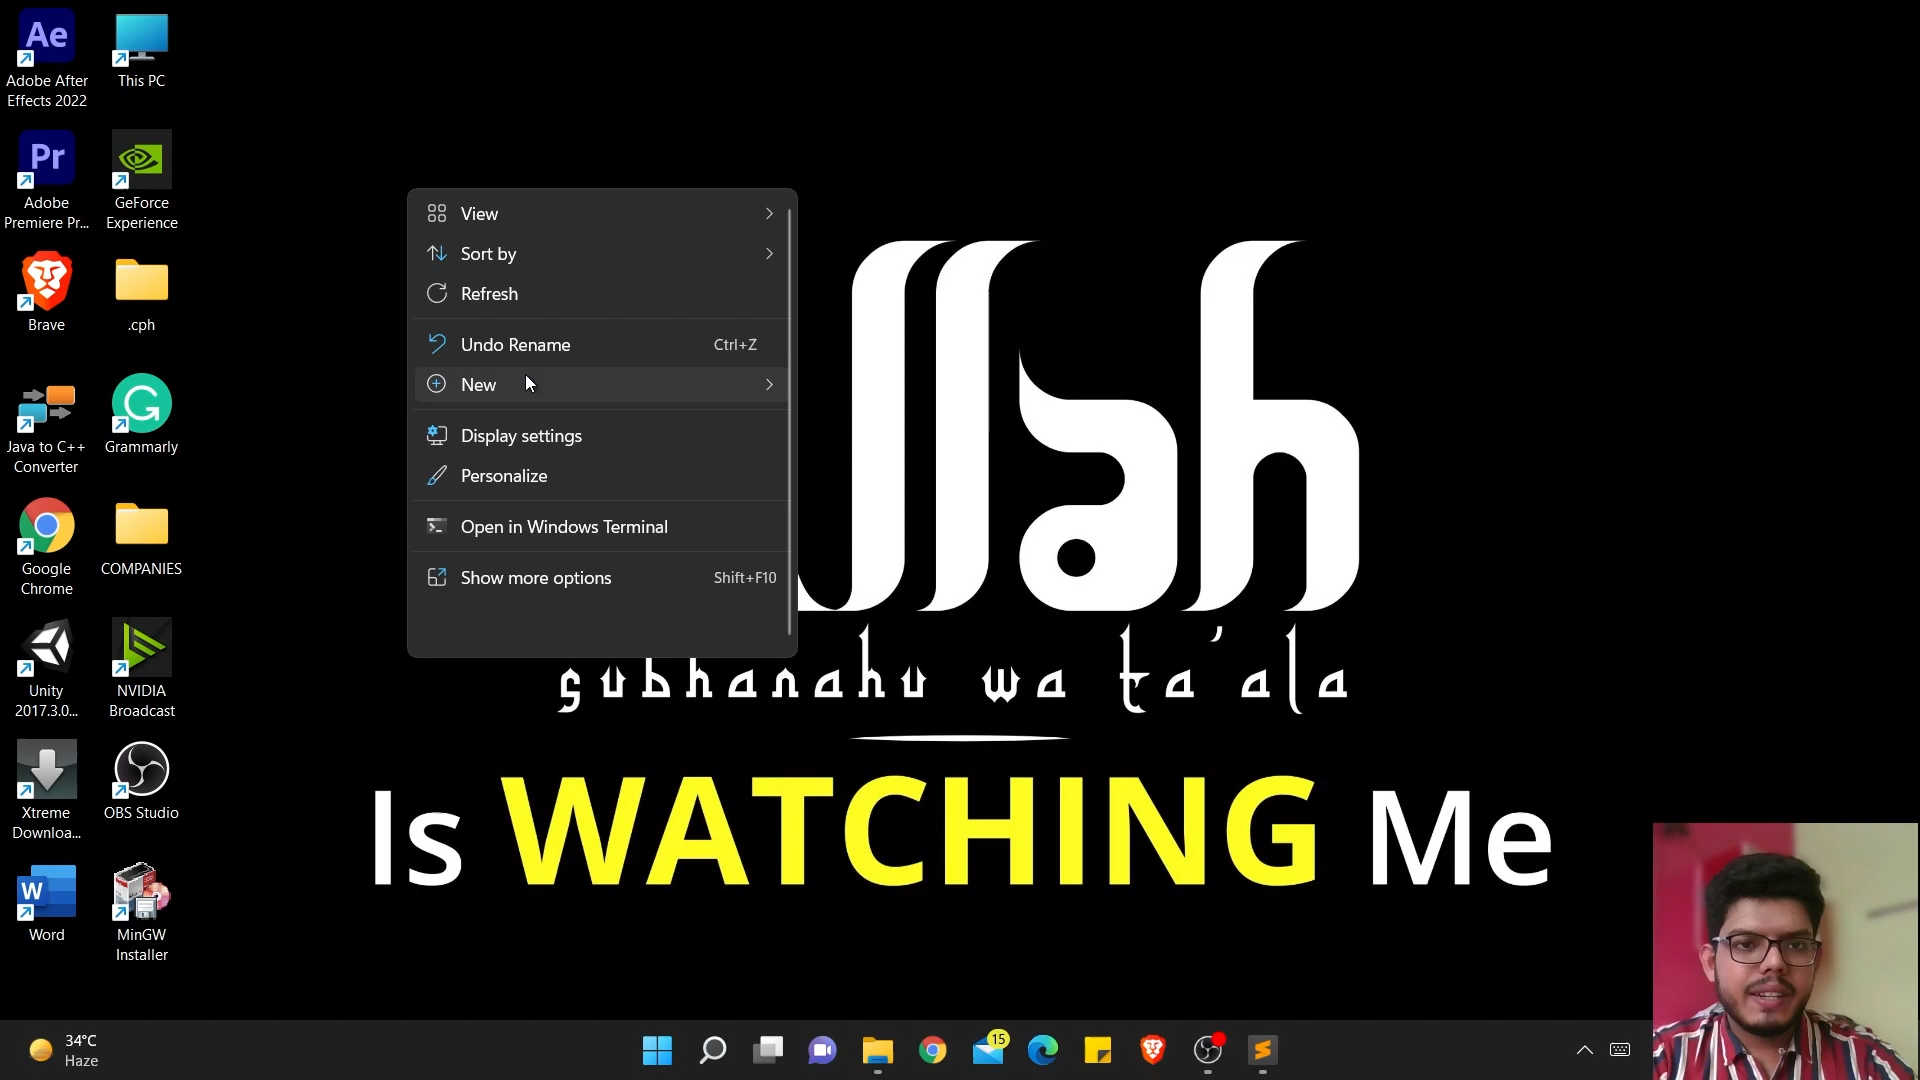 Ae
Adobe After
Effects 2022
This PC
Pr
Adobe
Premiere Pr...
GeForce
Experience
Brave
.cph
Java to C++
Converter
Grammarly
Google
Chrome
COMPANIES
Unity
2017.3.0...
NVIDIA
Broadcast
Xtreme
Downloa...
OBS Studio
W
Word
MinGW
Installer
View
Sort by
Refresh
Undo Rename Ctrl+Z
New
Display settings
Personalize
Open in Windows Terminal
Show more options Shift+F10
llah
subhanahu wa ta'ala
Is WATCHING Me
34°C
Haze
15